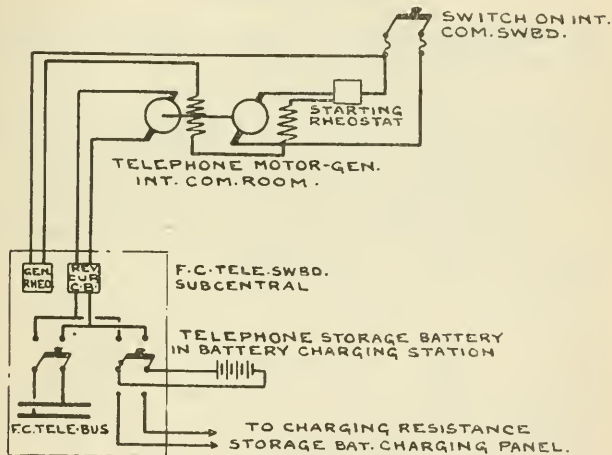 SWITCH ON INT.
COM.SWBD.
STARTING
RHEOSTAT
TELEPHONE MOTOR-GEN.
INT. COM. ROOM.
GEN.
RHEO.
REV.
CUR
C.B.
F.C.TELE.SWBD.
SUBCENTRAL
TELEPHONE STORAGE BATTERY
IN BATTERY CHARGING STATION
F.C.TELE-BUS
TO CHARGING RESISTANCE
STORAGE BAT. CHARGING PANEL.